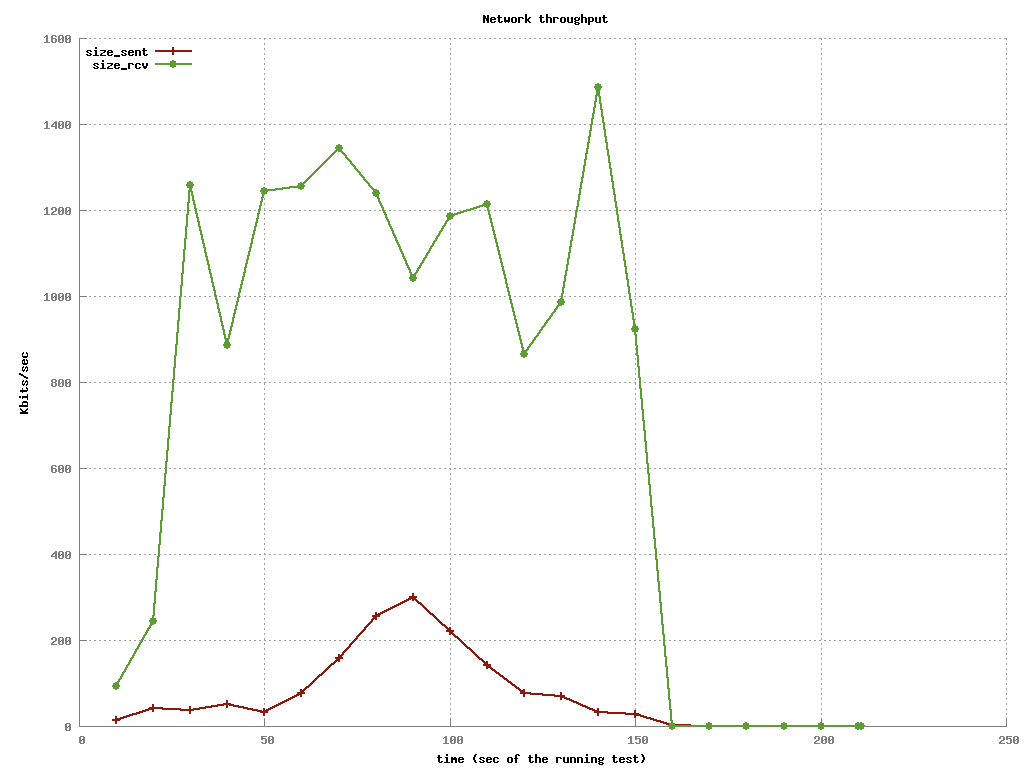 Network throughput
1600
size_sent
size_rcv
1400
1200
1000
800
600
400
200
0
Kbits/sec
0 50 100 150 200 250
time (sec of the running test)